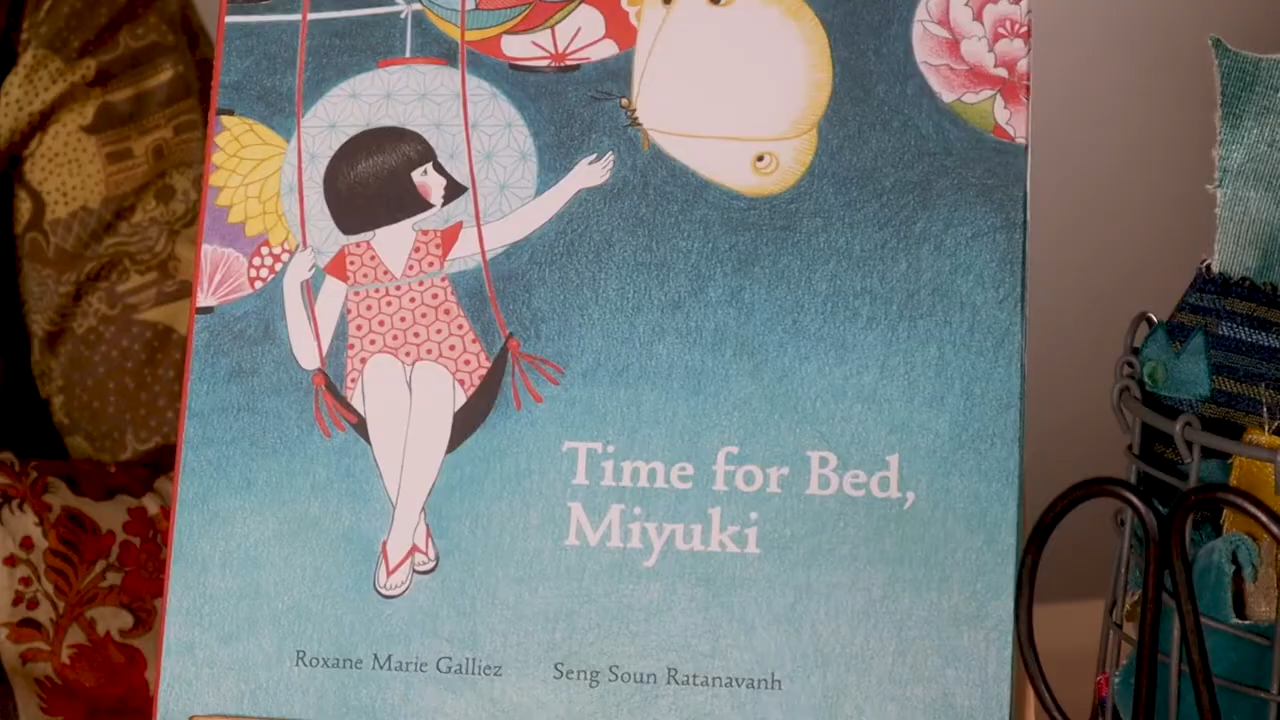 Time for Bed,
Miyuki
Roxane Marie Galliez
Seng Soun Ratanavanh